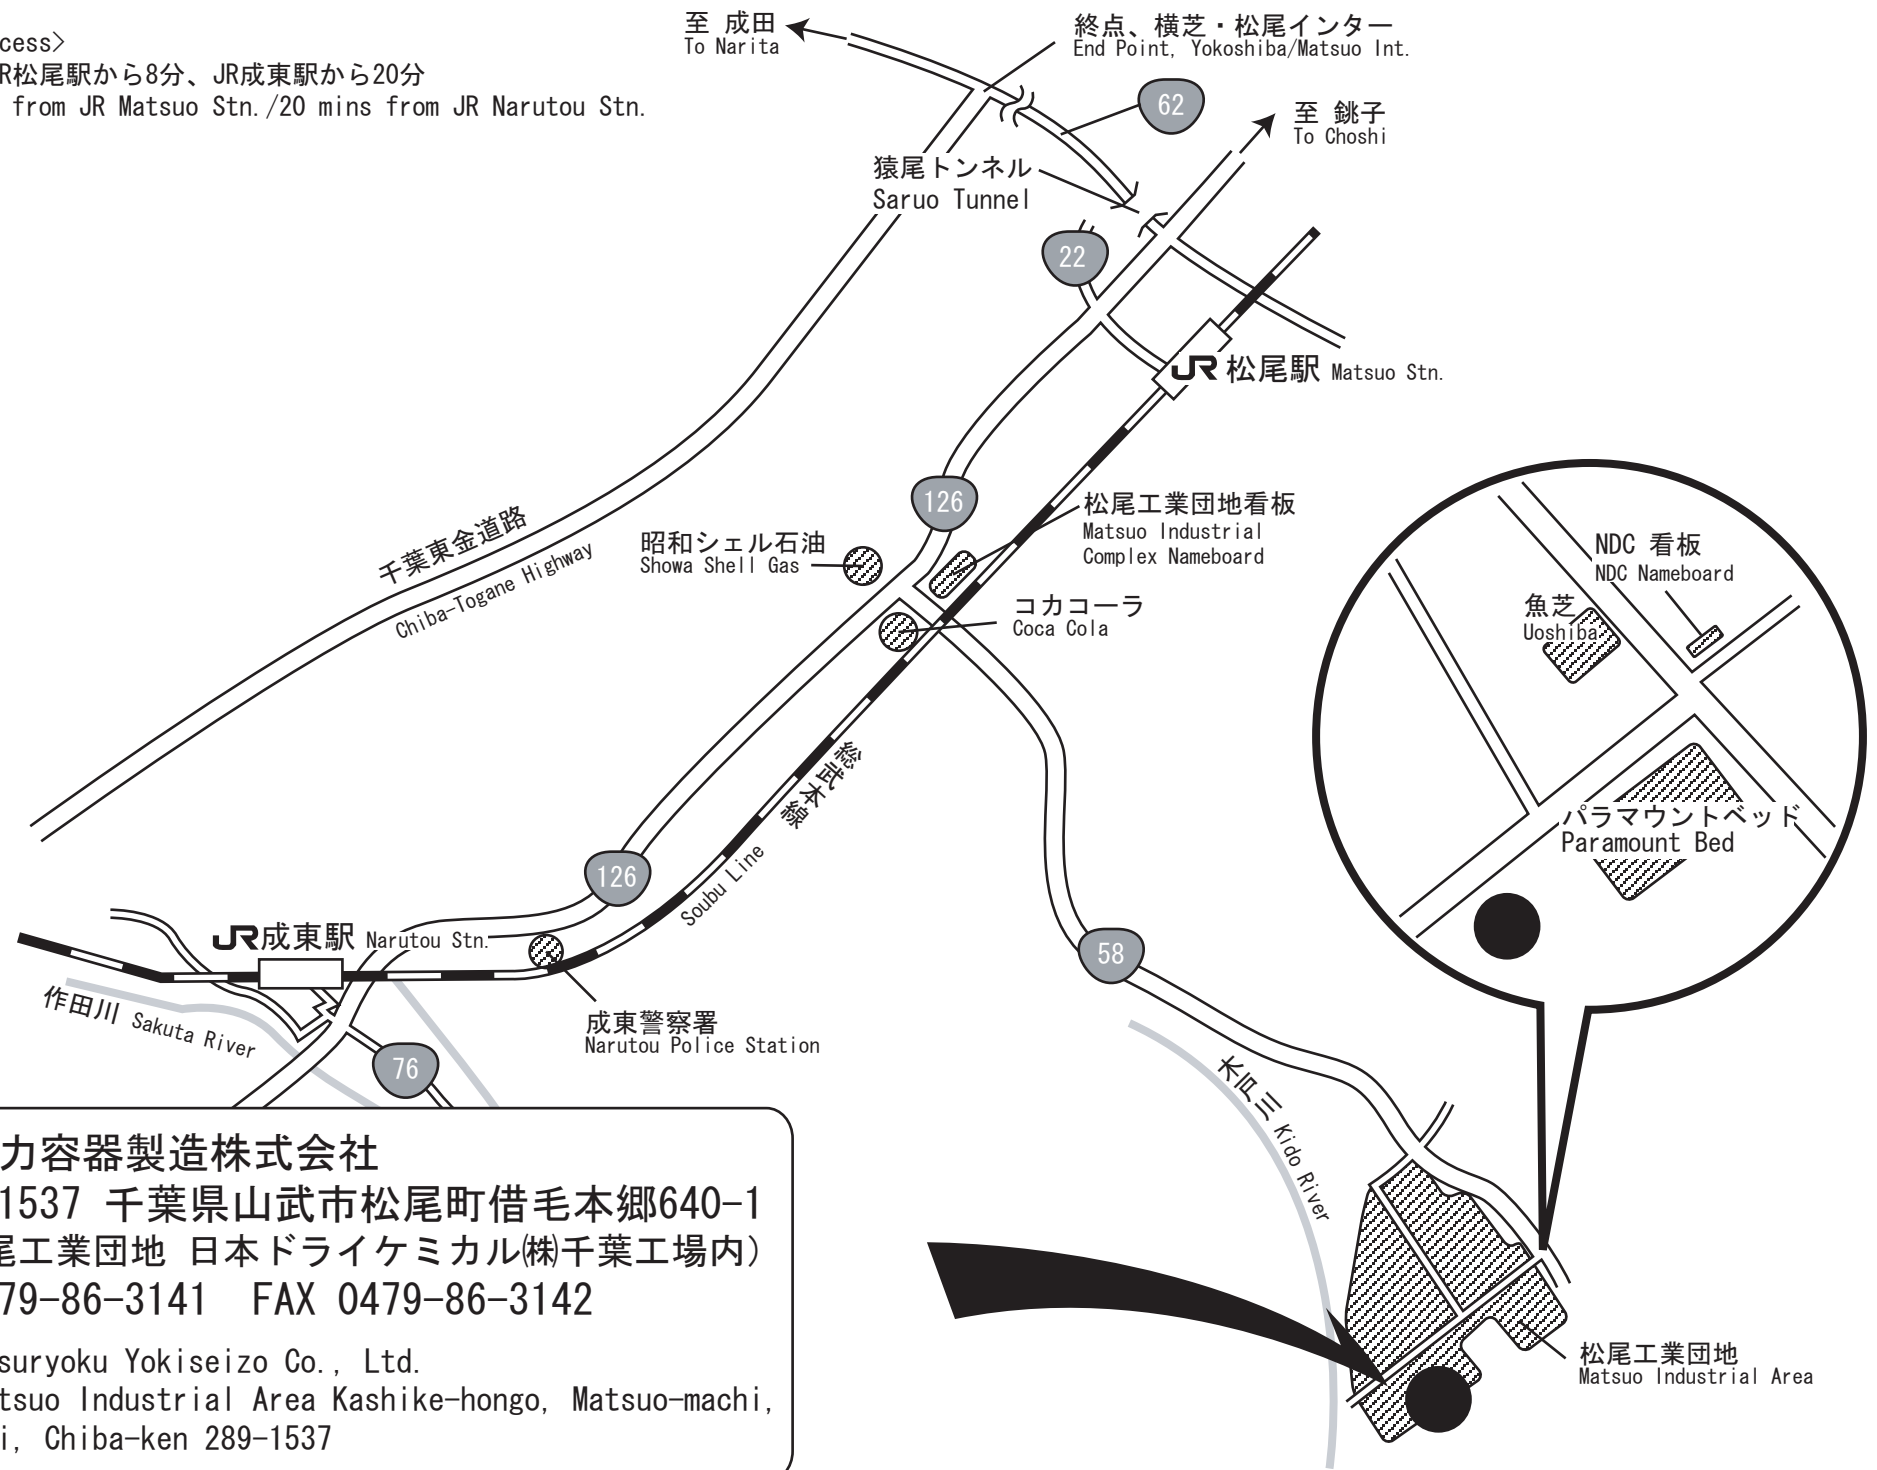 cess>
R松尾駅から8分、JR成東駅から20分
from JR Matsuo Stn./20 mins from JR Narutou Stn.
至 成田
To Narita
終点、横芝・松尾インター
End Point, Yokoshiba/Matsuo Int.
62
至 銚子
To Choshi
猿尾トンネル
Saruo Tunnel
22
JR 松尾駅 Matsuo Stn.
126
松尾工業団地看板
Matsuo Industrial
Complex Nameboard
昭和シェル石油
Showa Shell Gas
コカコーラ
Coca Cola
千葉東金道路
Chiba-Togane Highway
NDC 看板
NDC Nameboard
魚芝
Uoshiba
パラマウントベッド
Paramount Bed
総武本線
Soubu Line
126
JR成東駅 Narutou Stn.
58
作田川 Sakuta River
成東警察署
Narutou Police Station
76
木戸川 Kido River
力容器製造株式会社
1537 千葉県山武市松尾町借毛本郷640-1
尾工業団地 日本ドライケミカル㈱千葉工場内）
79-86-3141 FAX 0479-86-3142
suryoku Yokiseizo Co., Ltd.
tsuo Industrial Area Kashike-hongo, Matsuo-machi,
i, Chiba-ken 289-1537
松尾工業団地
Matsuo Industrial Area